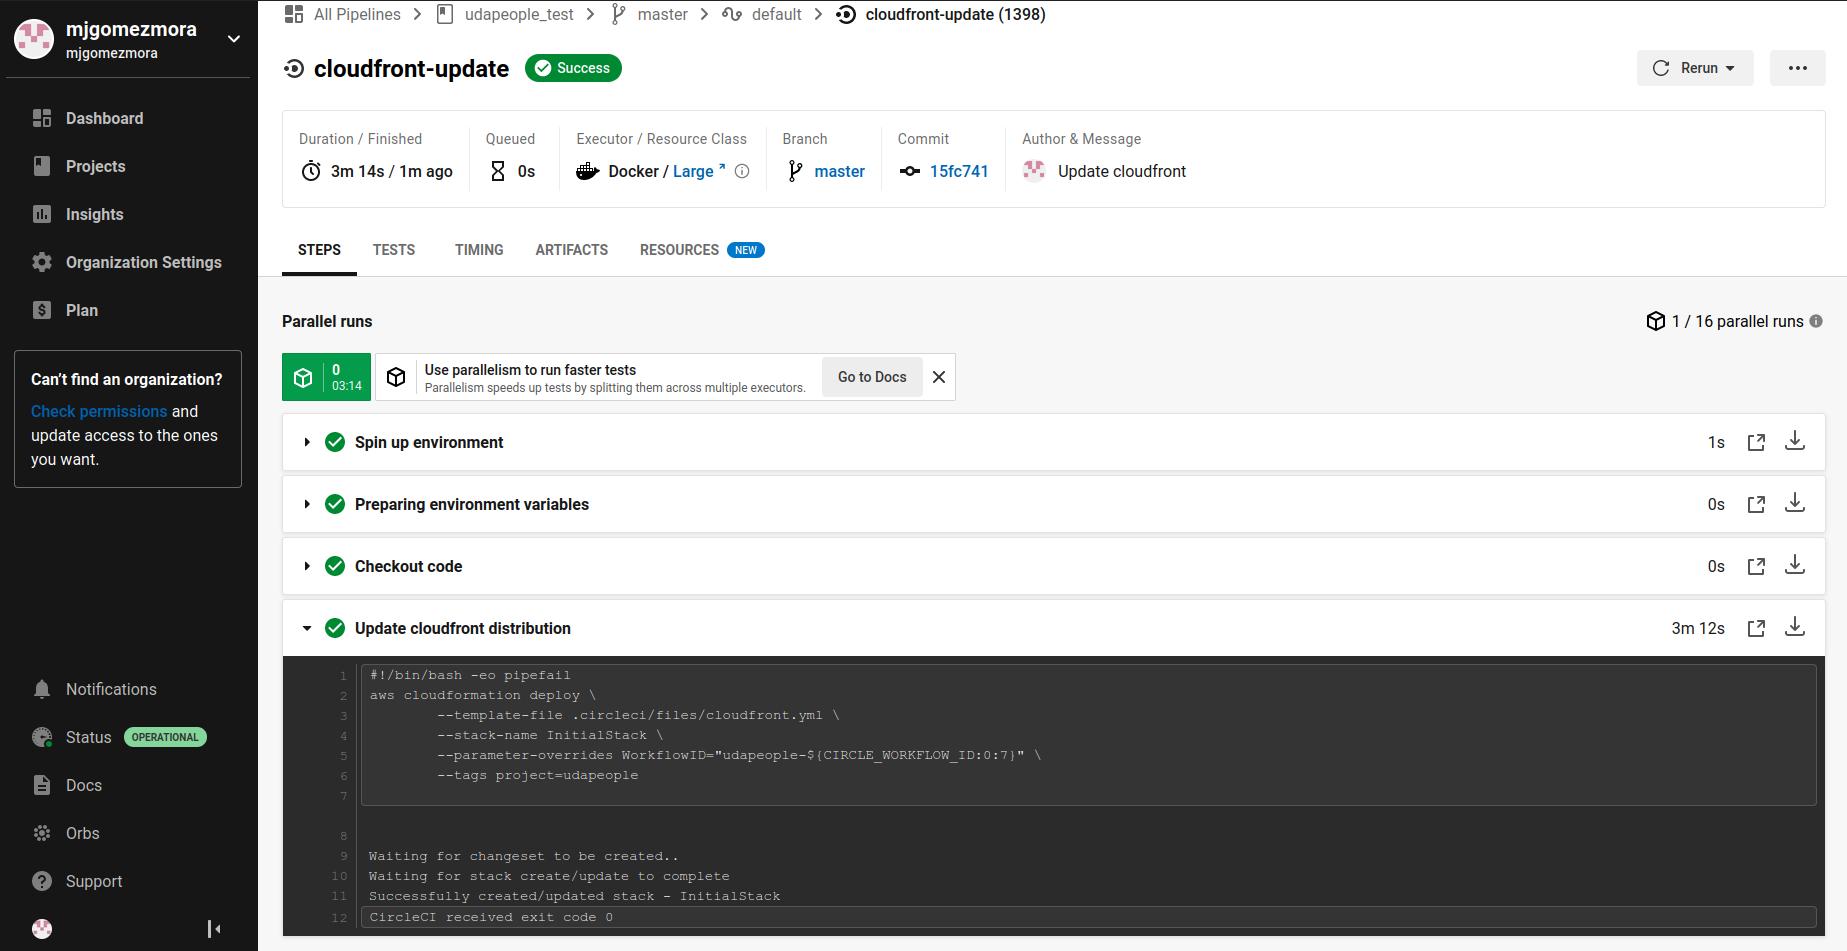 mjgomezmora
mjgomezmora
Dashboard
Projects
Insights
Organization Settings
Plan
Can't find an organization?
Check permissions and
update access to the ones
you want.
Notifications
Status OPERATIONAL
Docs
Orbs
Support
All Pipelines udapeople_test master default cloudfront-update (1398)
cloudfront-update Success Rerun
Duration / Finished Queued Executor / Resource Class Branch Commit Author & Message
3m 14s / 1m ago 0s Docker / Large master 15fc741 Update cloudfront
STEPS TESTS TIMING ARTIFACTS RESOURCES NEW
Parallel runs 1 / 16 parallel runs
0
03:14
Use parallelism to run faster tests
Parallelism speeds up tests by splitting them across multiple executors.
Go to Docs
Spin up environment 1s
Preparing environment variables 0s
Checkout code 0s
Update cloudfront distribution 3m 12s
1 #!/bin/bash -eo pipefail
2 aws cloudformation deploy \
3 --template-file .circleci/files/cloudfront.yml \
4 --stack-name InitialStack \
5 --parameter-overrides WorkflowID="udapeople-${CIRCLE_WORKFLOW_ID:0:7}" \
6 --tags project=udapeople
7
8
9 Waiting for changeset to be created..
10 Waiting for stack create/update to complete
11 Successfully created/updated stack - InitialStack
12 CircleCI received exit code 0